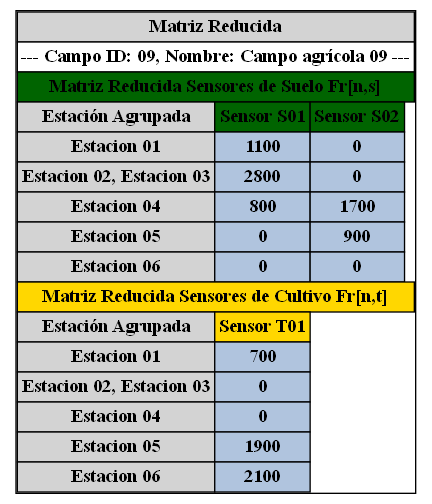 Matriz Reducida
--- Campo ID: 09, Nombre: Campo agrícola 09 ---
Matriz Reducida Sensores de Suelo Fr[n,s]
Estación Agrupada Sensor S01 Sensor S02
Estacion 01 1100 0
Estacion 02, Estacion 03 2800 0
Estacion 04 800 1700
Estacion 05 0 900
Estacion 06 0 0
Matriz Reducida Sensores de Cultivo Fr[n,t]
Estación Agrupada Sensor T01
Estacion 01 700
Estacion 02, Estacion 03 0
Estacion 04 0
Estacion 05 1900
Estacion 06 2100